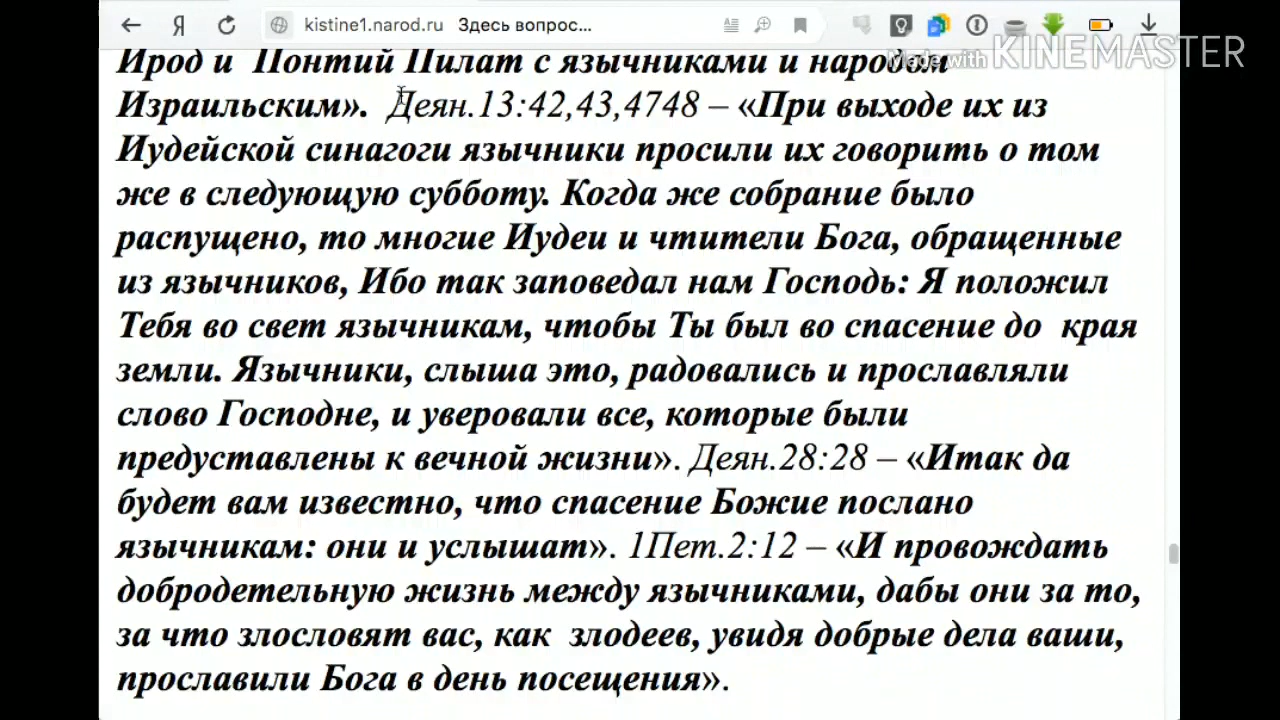 Я kistine1.narod.ru Здесь вопрос...
Made with KINEMASTER
Ирод и Понтий Пилат с язычниками и народом
Израильским». Деян.13:42,43,4748 – «При выходе их из
Иудейской синагоги язычники просили их говорить о том
же в следующую субботу. Когда же собрание было
распущено, то многие Иудеи и чтители Бога, обращенные
из язычников, Ибо так заповедал нам Господь: Я положил
Тебя во свет язычникам, чтобы Ты был во спасение до края
земли. Язычники, слыша это, радовались и прославляли
слово Господне, и уверовали все, которые были
предуставлены к вечной жизни». Деян.28:28 – «Итак да
будет вам известно, что спасение Божие послано
язычникам: они и услышат». 1Пет.2:12 – «И провождать
добродетельную жизнь между язычниками, дабы они за то,
за что злословят вас, как злодеев, увидя добрые дела ваши,
прославили Бога в день посещения».